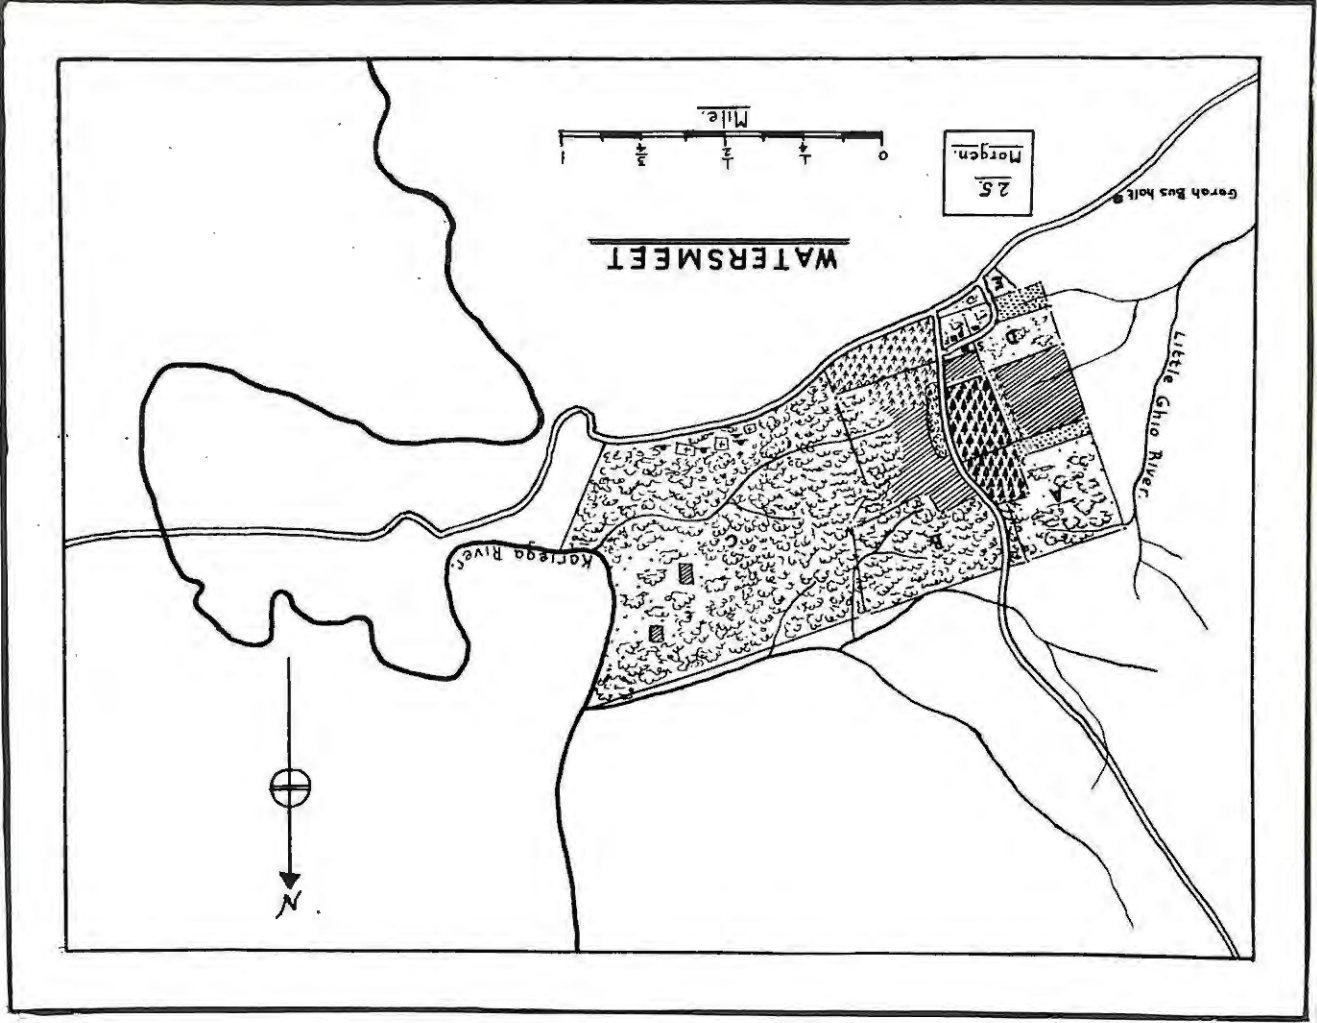 N
Kariega River.
E
C
B
A
D
S
M
Little Ghio River
Gorah Bus halt
WATERSMEET
25
Morgen.
0 1/4 1/2 3/4 1
Mile.